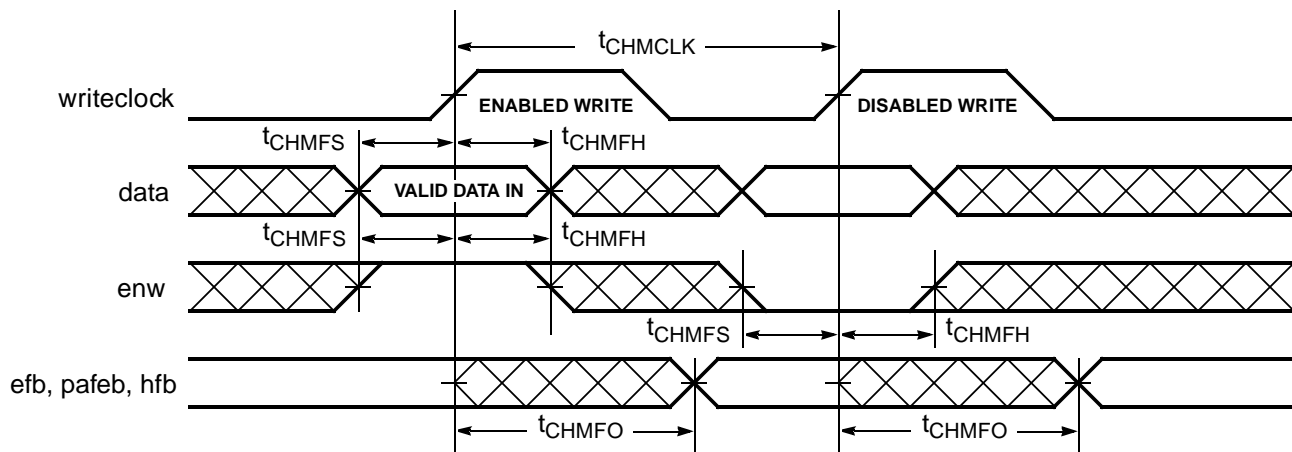 tCHMCLK
writeclock
ENABLED WRITE
DISABLED WRITE
tCHMFS
tCHMFH
data
VALID DATA IN
tCHMFS
tCHMFH
enw
tCHMFS
tCHMFH
efb, pafeb, hfb
tCHMFO
tCHMFO